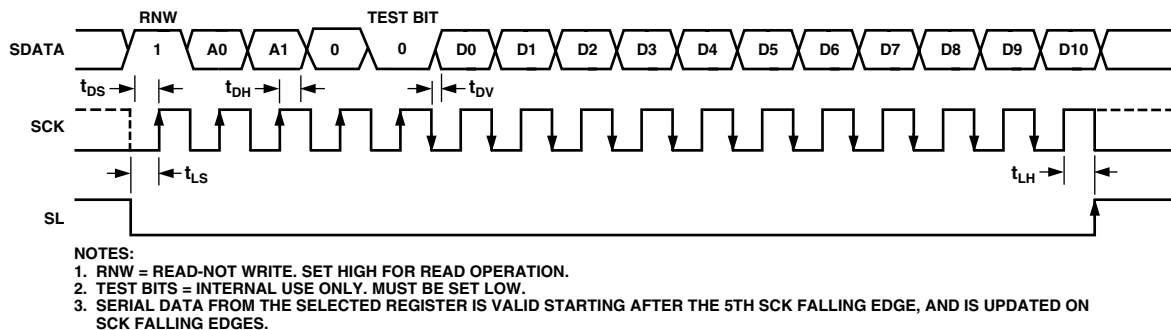 RNW
TEST BIT
SDATA 1 A0 A1 0 0 D0 D1 D2 D3 D4 D5 D6 D7 D8 D9 D10
tDS tDH tDV
SCK
tLS tLH
SL
NOTES:
1. RNW = READ-NOT WRITE. SET HIGH FOR READ OPERATION.
2. TEST BITS = INTERNAL USE ONLY. MUST BE SET LOW.
3. SERIAL DATA FROM THE SELECTED REGISTER IS VALID STARTING AFTER THE 5TH SCK FALLING EDGE, AND IS UPDATED ON
SCK FALLING EDGES.